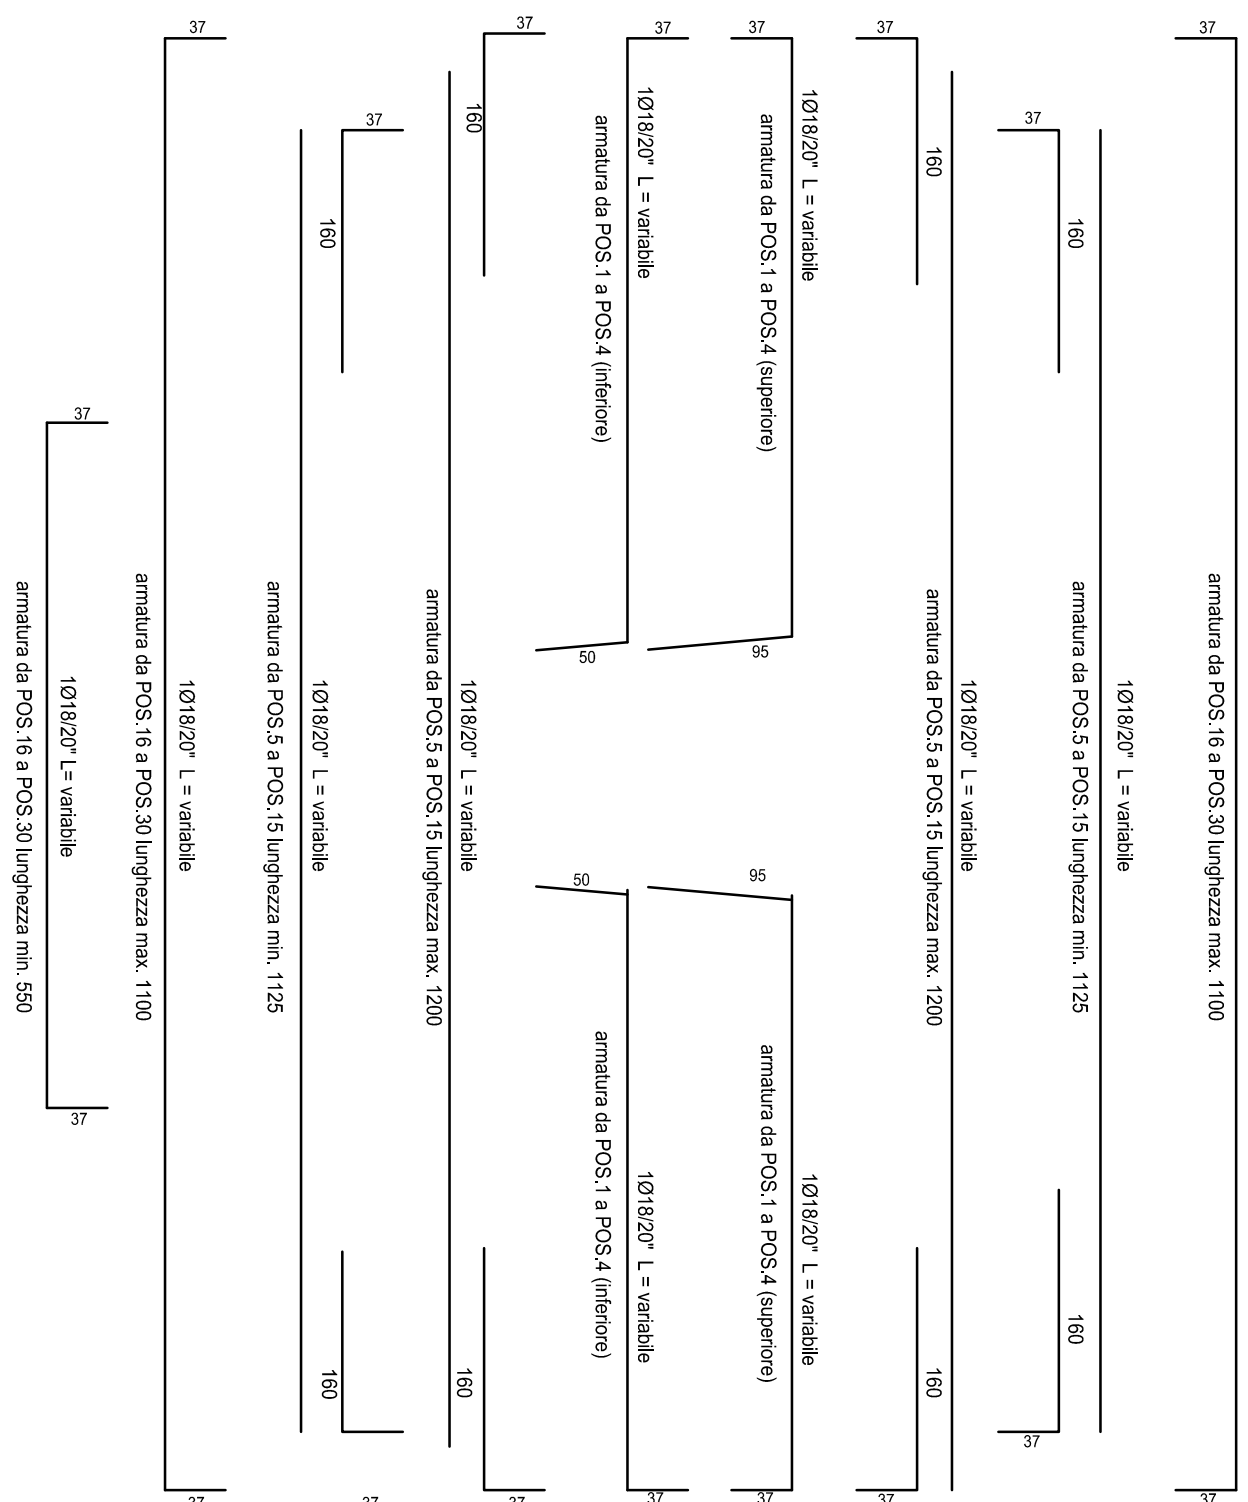 37
37
37
37
37
37
37
37
160
160
160
160
1Ø18/20" L = variabile
armatura da POS.1 a POS.4 (superiore)
1Ø18/20" L = variabile
armatura da POS.1 a POS.4 (inferiore)
37
50
95
armatura da POS.16 a POS.30 lunghezza max. 1100
1Ø18/20" L = variabile
armatura da POS.5 a POS.15 lunghezza min. 1125
1Ø18/20" L = variabile
armatura da POS.5 a POS.15 lunghezza max. 1200
1Ø18/20" L = variabile
armatura da POS.5 a POS.15 lunghezza max. 1200
1Ø18/20" L = variabile
armatura da POS.5 a POS.15 lunghezza min. 1125
1Ø18/20" L = variabile
armatura da POS.16 a POS.30 lunghezza max. 1100
1Ø18/20" L= variabile
armatura da POS.16 a POS.30 lunghezza min. 550
50
95
1Ø18/20" L = variabile
armatura da POS.1 a POS.4 (superiore)
1Ø18/20" L = variabile
armatura da POS.1 a POS.4 (inferiore)
37
160
160
160
160
37
37
37
37
37
37
37
37